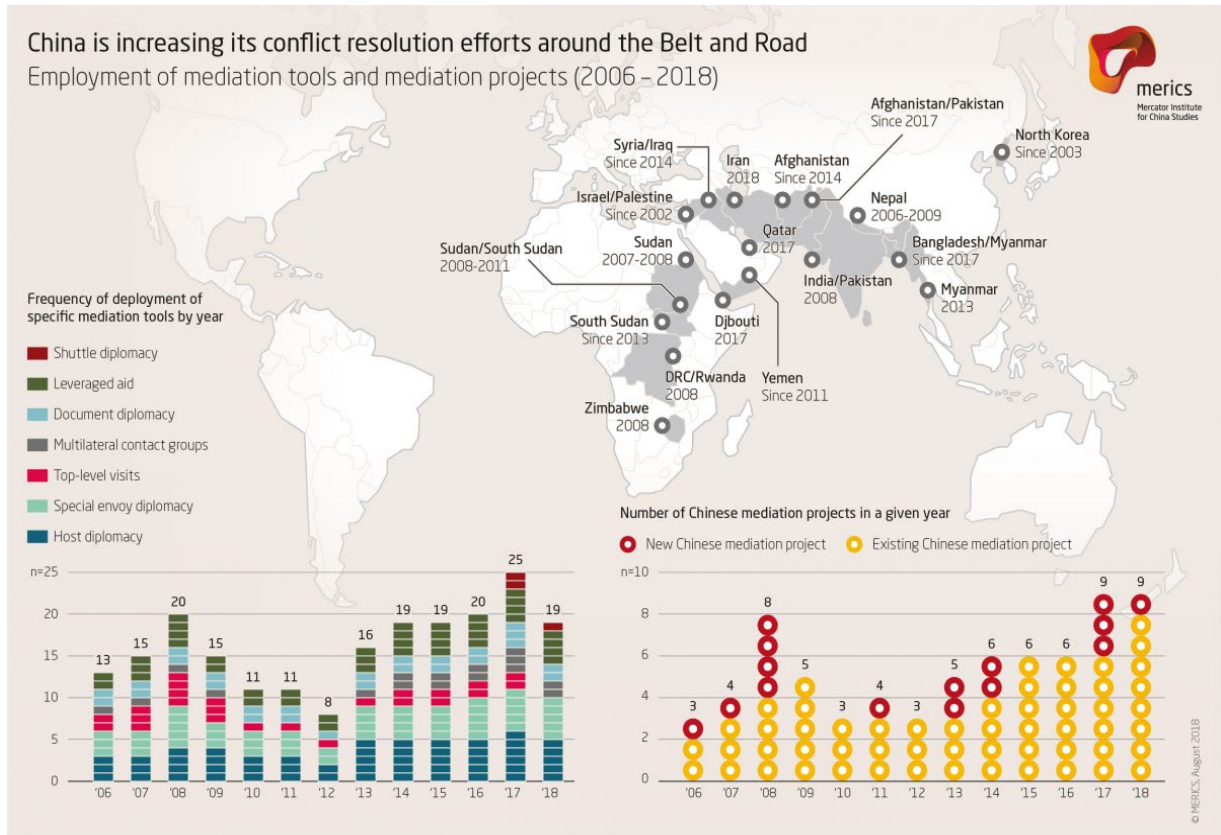 China is increasing its conflict resolution efforts around the Belt and Road
Employment of mediation tools and mediation projects (2006 – 2018)
merics
Mercator Institute
for China Studies
Afghanistan/Pakistan
Since 2017
North Korea
Since 2003
Syria/Iraq
Since 2014
Iran
2018
Afghanistan
Since 2014
Israel/Palestine
Since 2002
Nepal
2006-2009
Qatar
2017
Sudan/South Sudan
2008-2011
Sudan
2007-2008
Bangladesh/Myanmar
Since 2017
India/Pakistan
2008
Myanmar
2013
South Sudan
Since 2013
Djbouti
2017
DRC/Rwanda
2008
Yemen
Since 2011
Zimbabwe
2008
Frequency of deployment of
specific mediation tools by year
Shuttle diplomacy
Leveraged aid
Document diplomacy
Multilateral contact groups
Top-level visits
Special envoy diplomacy
Host diplomacy
n=25
20
15
10
5
0
13
15
20
15
11
11
8
16
19
19
20
25
19
'06
'07
'08
'09
'10
'11
'12
'13
'14
'15
'16
'17
'18
Number of Chinese mediation projects in a given year
New Chinese mediation project
Existing Chinese mediation project
n=10
8
6
4
2
0
3
4
8
5
3
4
3
5
6
6
6
9
9
'06
'07
'08
'09
'10
'11
'12
'13
'14
'15
'16
'17
'18
© MERICS, August 2018